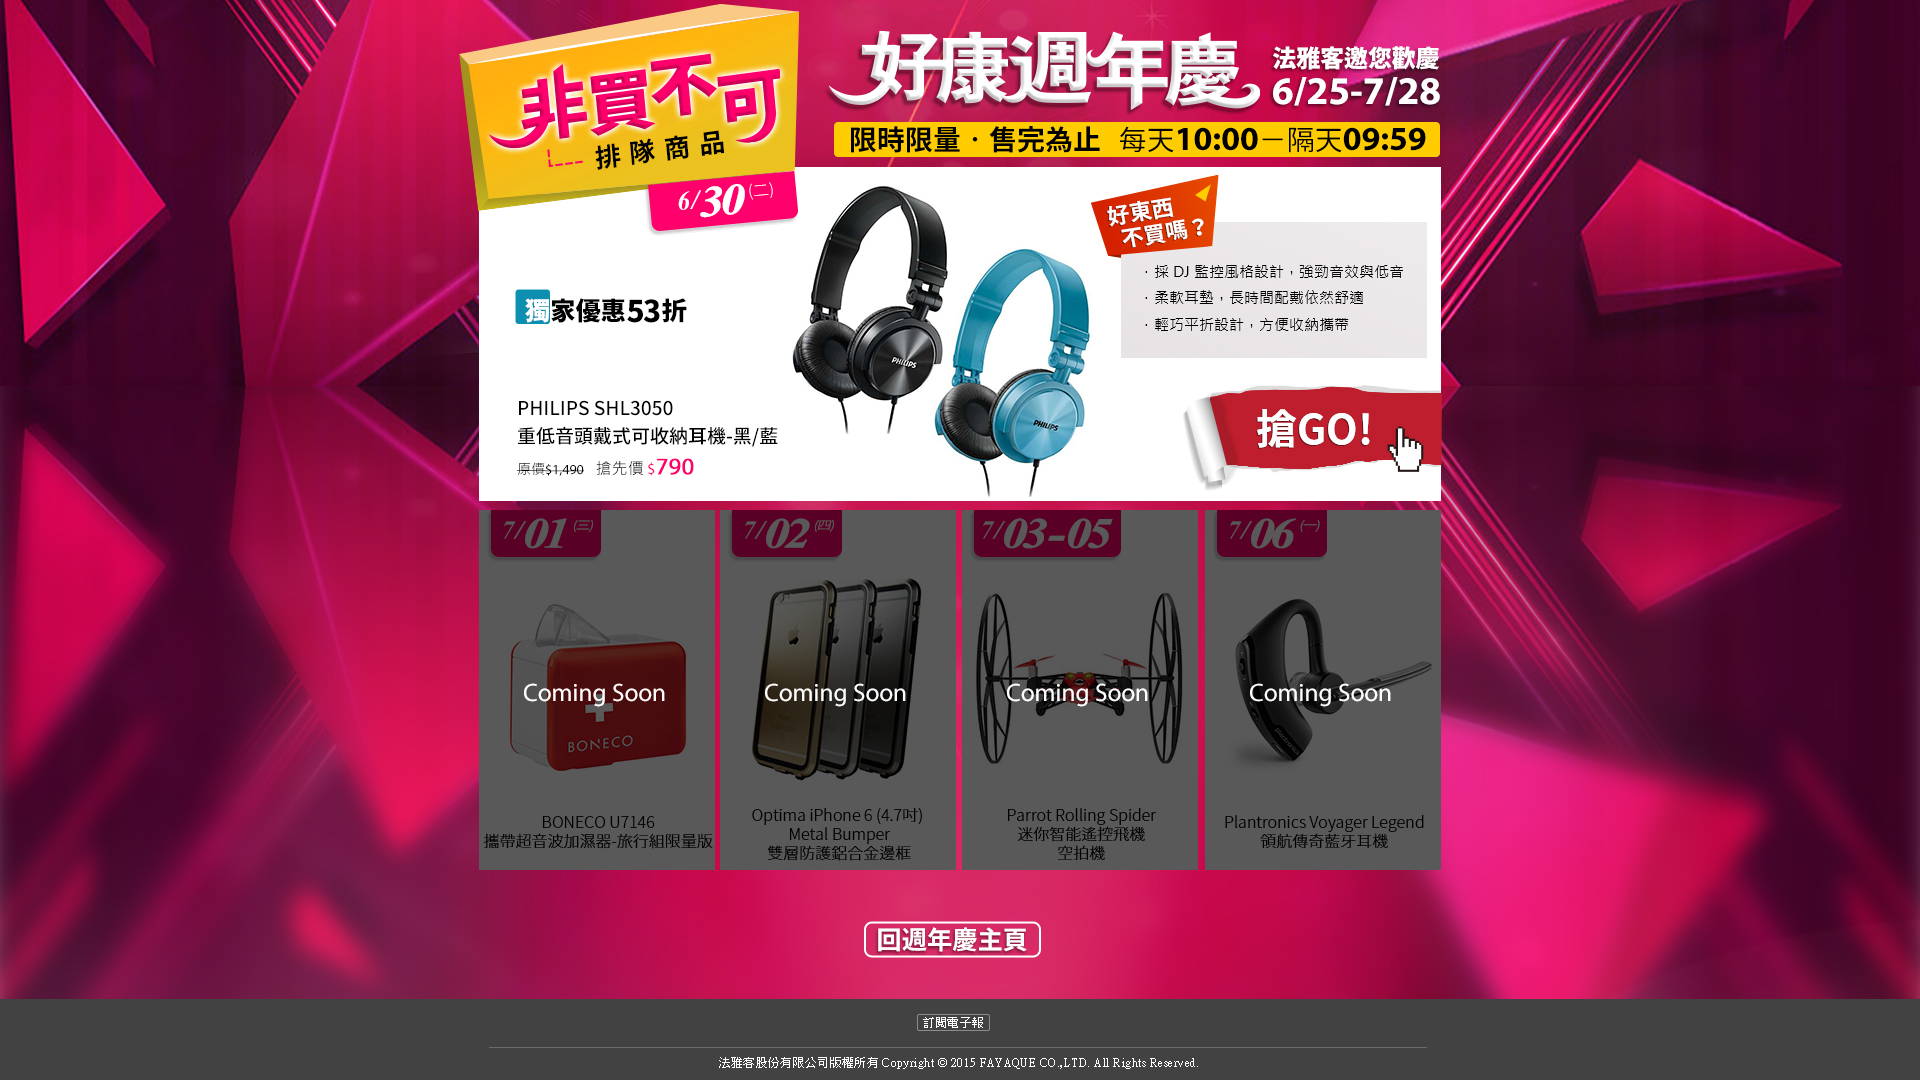 非買不可
排隊商品
好康週年慶
法雅客邀您歡慶
6/25-7/28
限時限量・售完為止 每天10:00－隔天09:59
6/30(二)
好東西
不買嗎？
・採 DJ 監控風格設計，強勁音效與低音
・柔軟耳墊，長時間配戴依然舒適
・輕巧平折設計，方便收納攜帶
獨家優惠53折
PHILIPS
PHILIPS
PHILIPS SHL3050
重低音頭戴式可收納耳機-黑/藍
原價$1,490 搶先價$790
搶GO!
7/01(三)
Coming Soon
BONECO
BONECO U7146
攜帶超音波加濕器-旅行組限量版
7/02(四)
Coming Soon
Optima iPhone 6 (4.7吋)
Metal Bumper
雙層防護鋁合金邊框
7/03-05
Coming Soon
Parrot Rolling Spider
迷你智能遙控飛機
空拍機
7/06(一)
Coming Soon
plantronics
Plantronics Voyager Legend
領航傳奇藍牙耳機
回週年慶主頁
訂閱電子報
法雅客股份有限公司版權所有 Copyright © 2015 FAYAQUE CO.,LTD. All Rights Reserved.